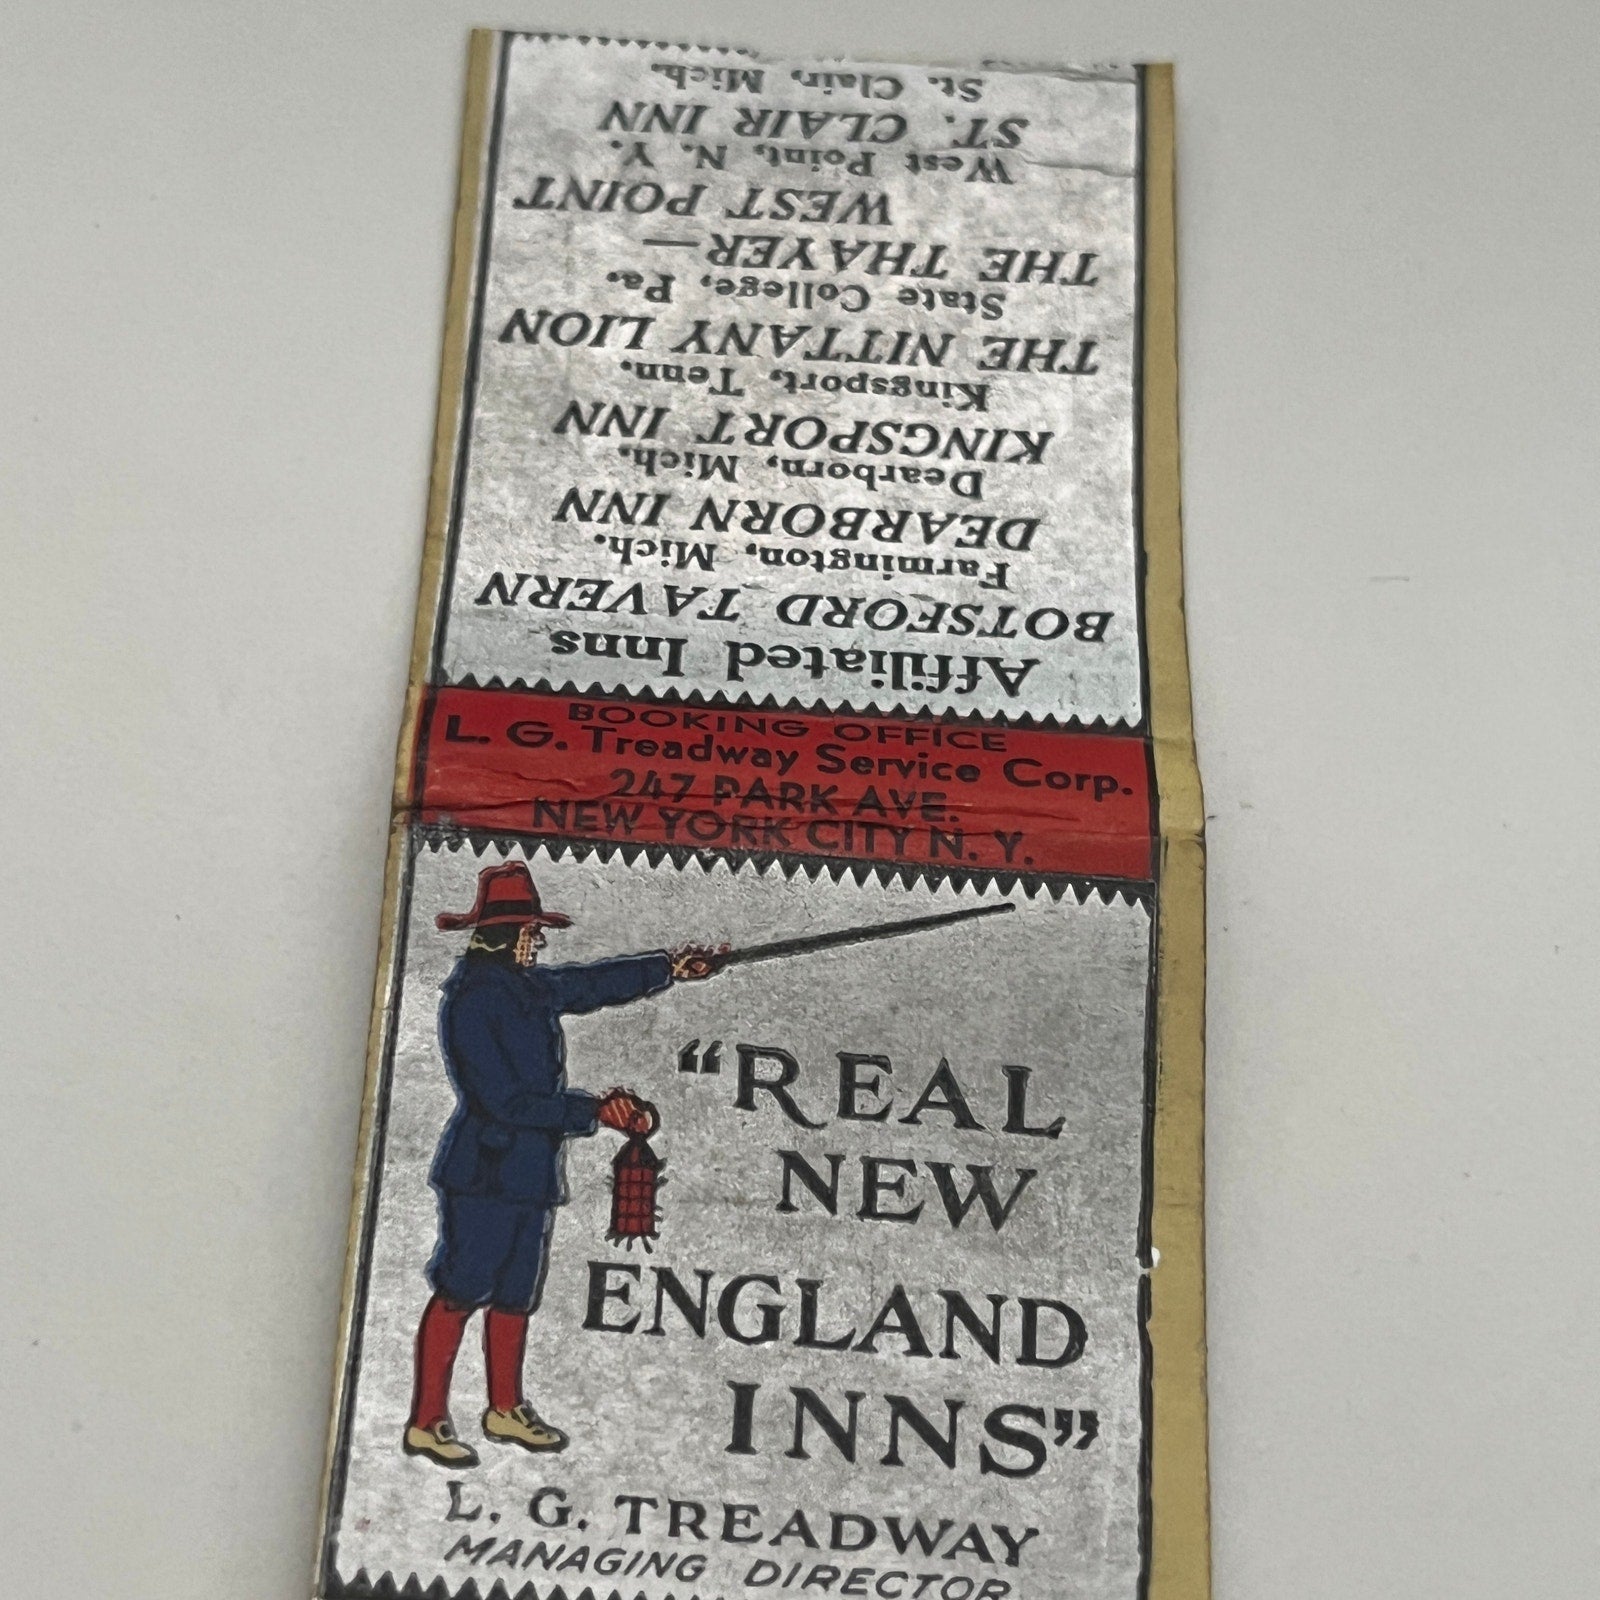 Affiliated Inns
BOTSFORD TAVERN
Farmington, Mich.
DEARBORN INN
Dearborn, Mich.
KINGSPORT INN
Kingsport, Tenn.
THE NITTANY LION
State College, Pa.
THE THAYER—
WEST POINT
West Point, N. Y.
ST. CLAIR INN
St. Clair, Mich.
BOOKING OFFICE
L. G. Treadway Service Corp.
247 PARK AVE.
NEW YORK CITY N. Y.
“REAL
NEW
ENGLAND
INNS”
L. G. TREADWAY
MANAGING DIRECTOR